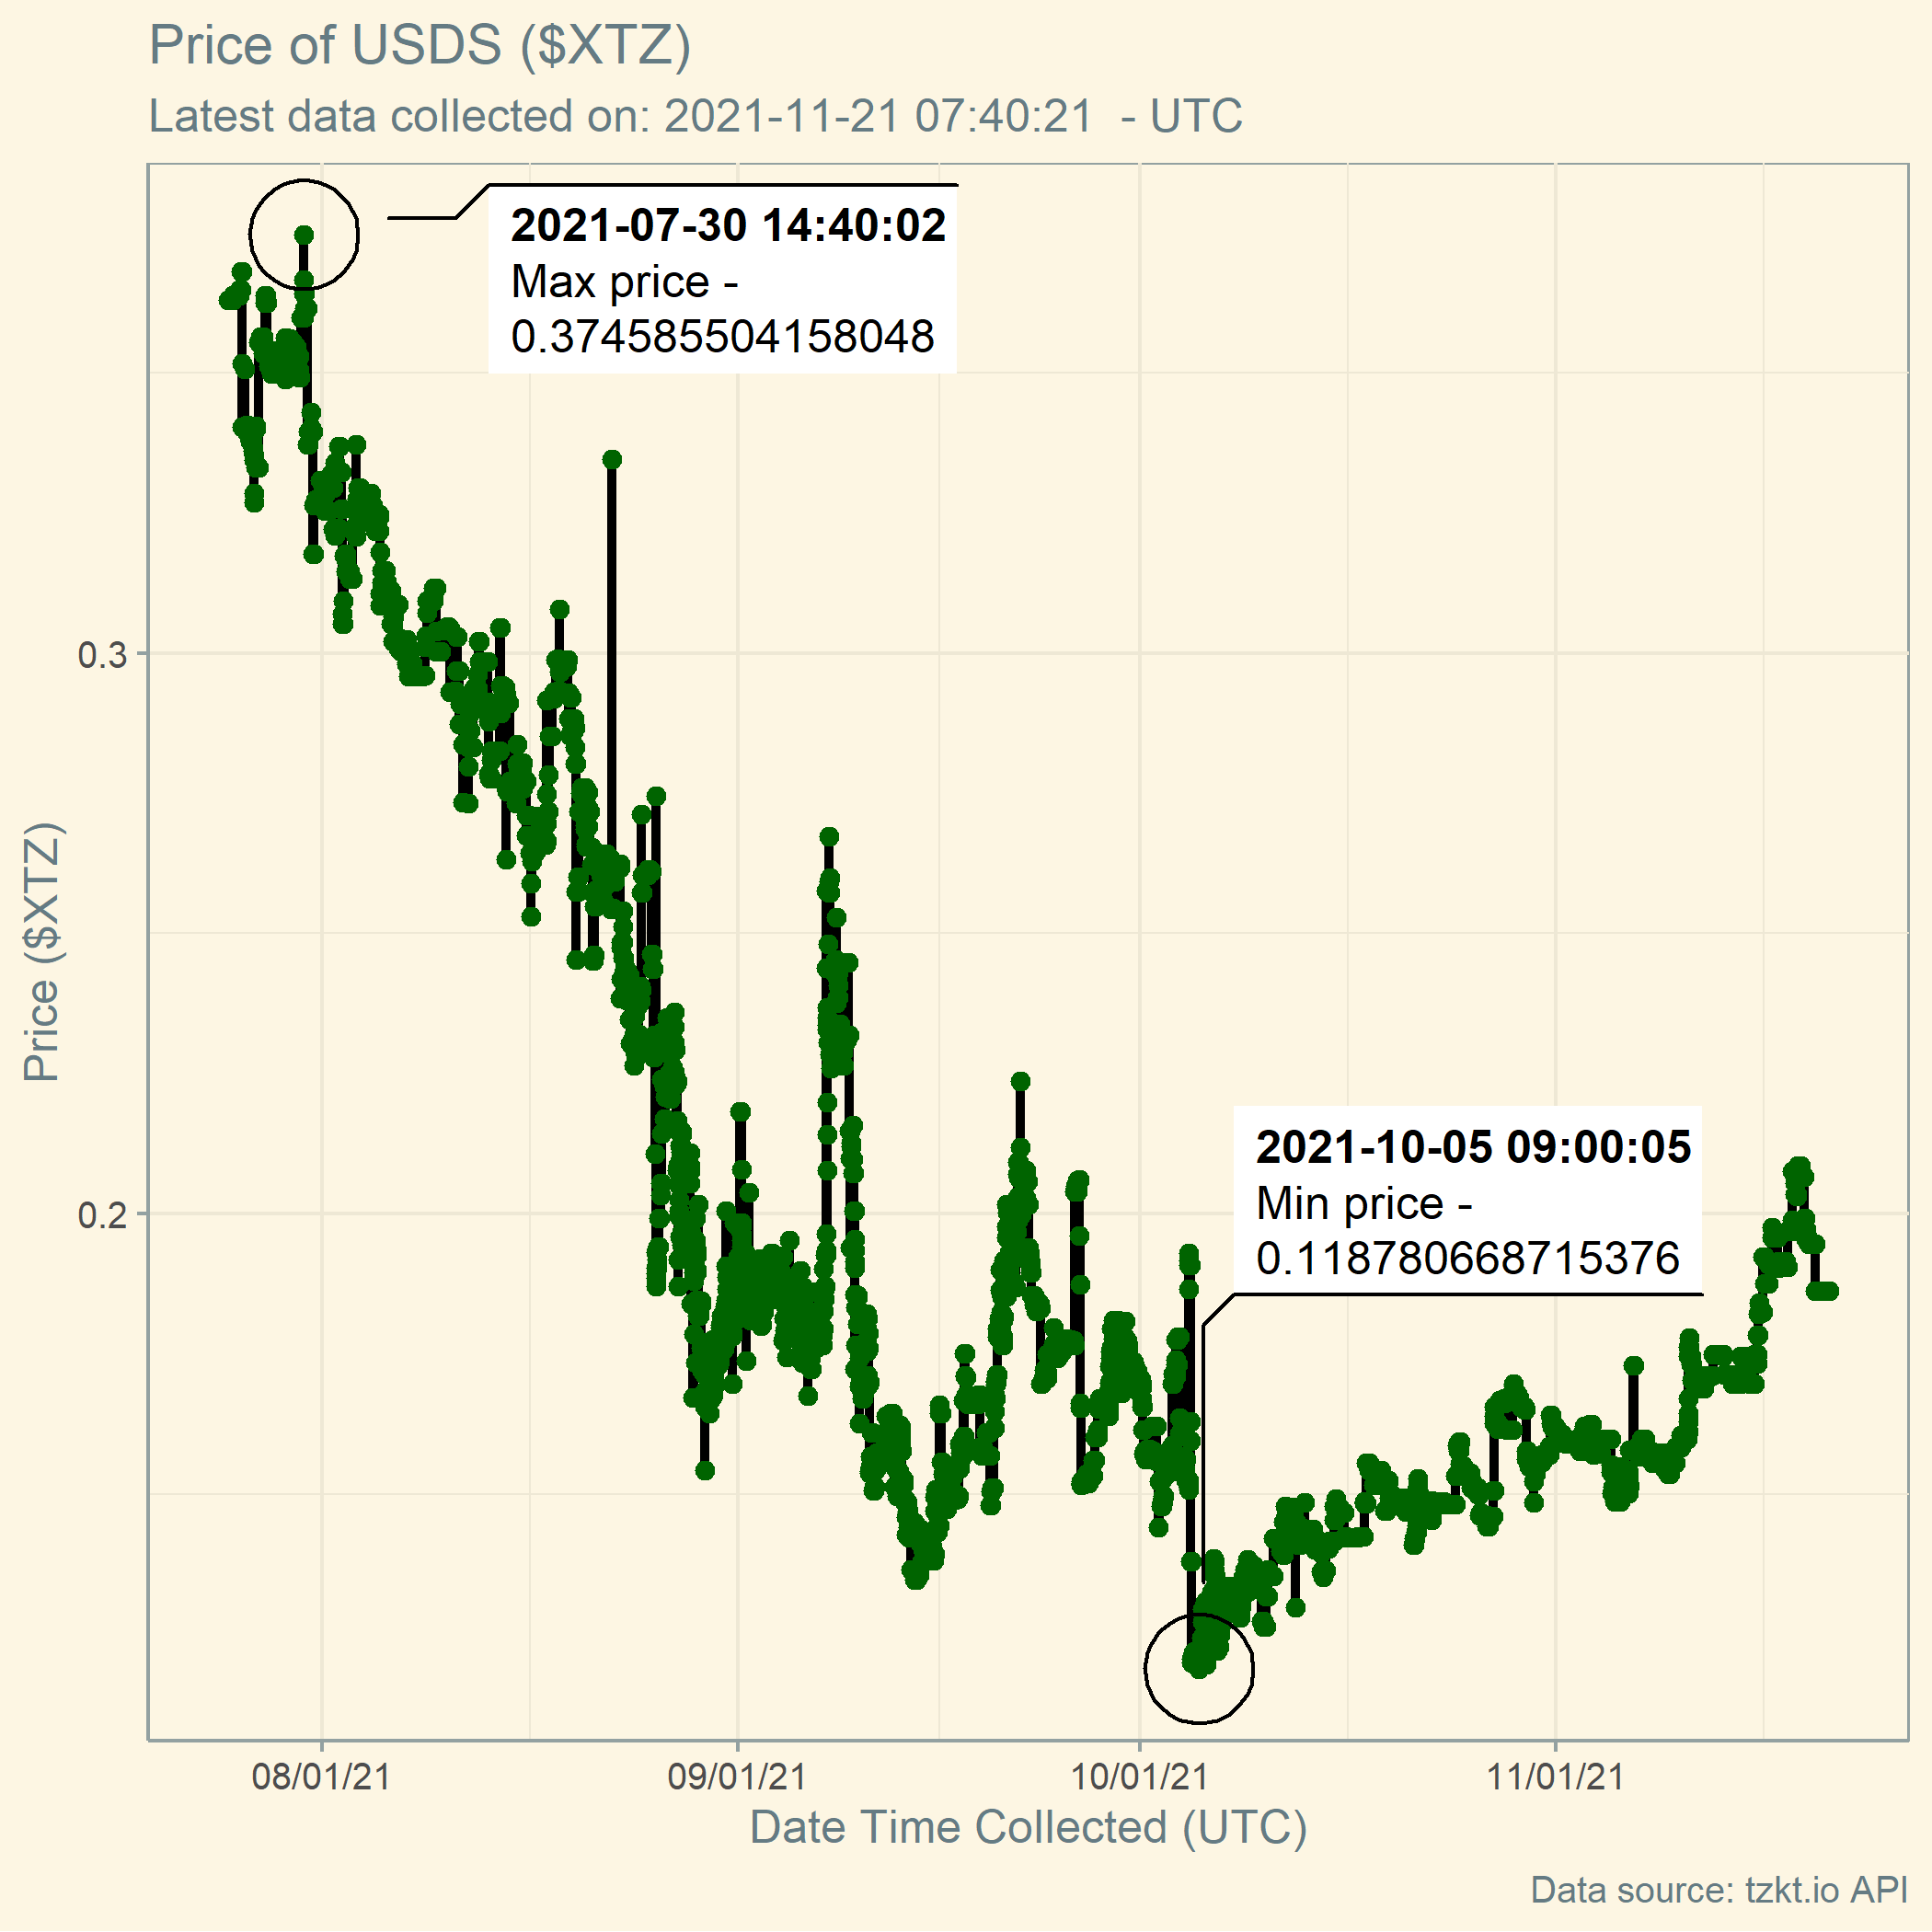 Price of USDS ($XTZ)
Latest data collected on: 2021-11-21 07:40:21  - UTC
2021-07-30 14:40:02
Max price -
0.374585504158048
0.3
Price ($XTZ)
2021-10-05 09:00:05
Min price -
0.118780668715376
0.2
08/01/21
09/01/21
10/01/21
11/01/21
Date Time Collected (UTC)
Data source: tzkt.io API